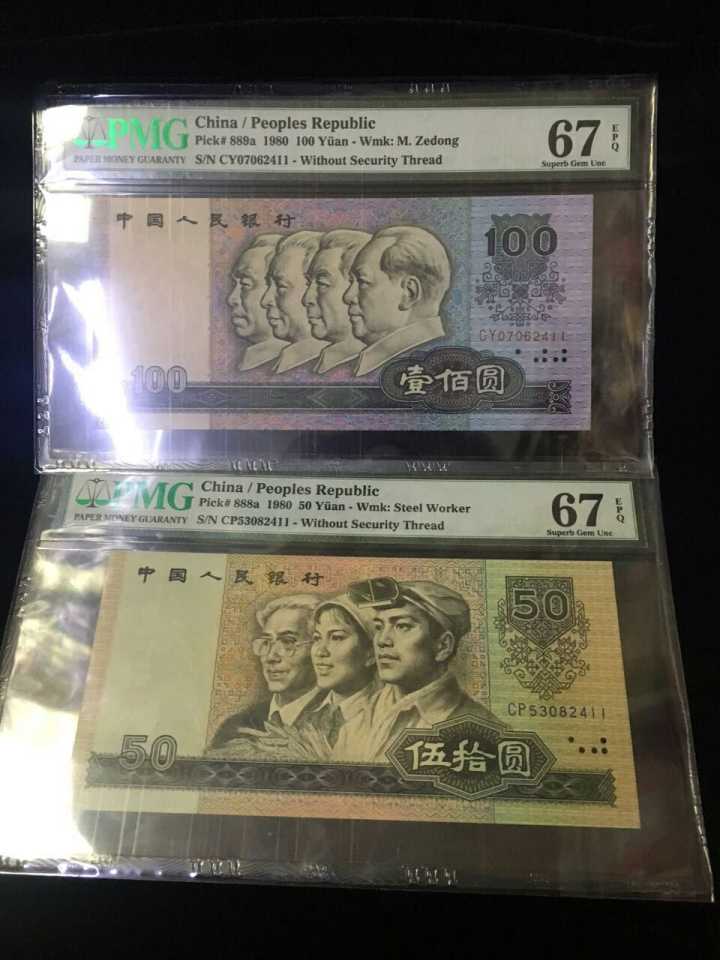 PMG
PAPER MONEY GUARANTY
China / Peoples Republic
Pick# 889a 1980 100 Yüan - Wmk: M. Zedong
S/N CY07062411 - Without Security Thread
67 EPQ
Superb Gem Unc
中国人民银行
100
CY07062411
100
壹佰圆
PMG
PAPER MONEY GUARANTY
China / Peoples Republic
Pick# 888a 1980 50 Yüan - Wmk: Steel Worker
S/N CP53082411 - Without Security Thread
67 EPQ
Superb Gem Unc
中国人民银行
50
CP53082411
50
伍拾圆